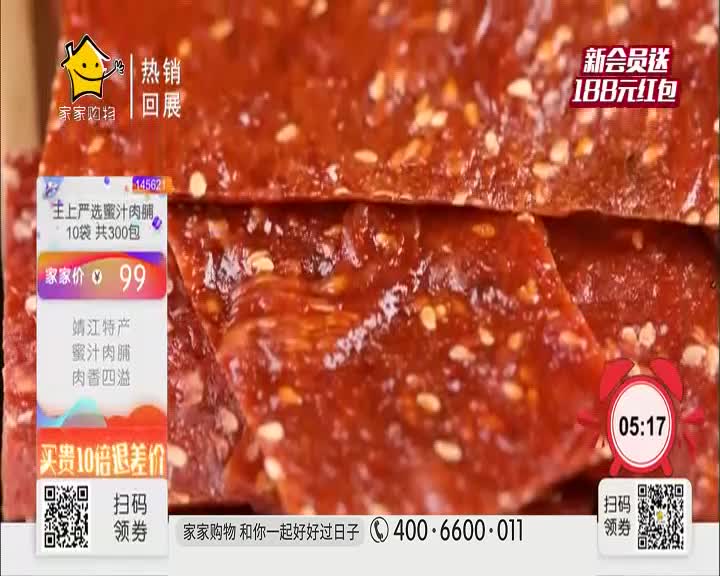 家家购物
热销
回展
新会员送
188元红包
145621
王上严选蜜汁肉脯
10袋 共300包
家家价 ¥ 99
靖江特产
蜜汁肉脯
肉香四溢
买贵10倍退差价
扫码
领券
家家购物 和你一起好好过日子
400·6600·011
05:17
扫码
领券